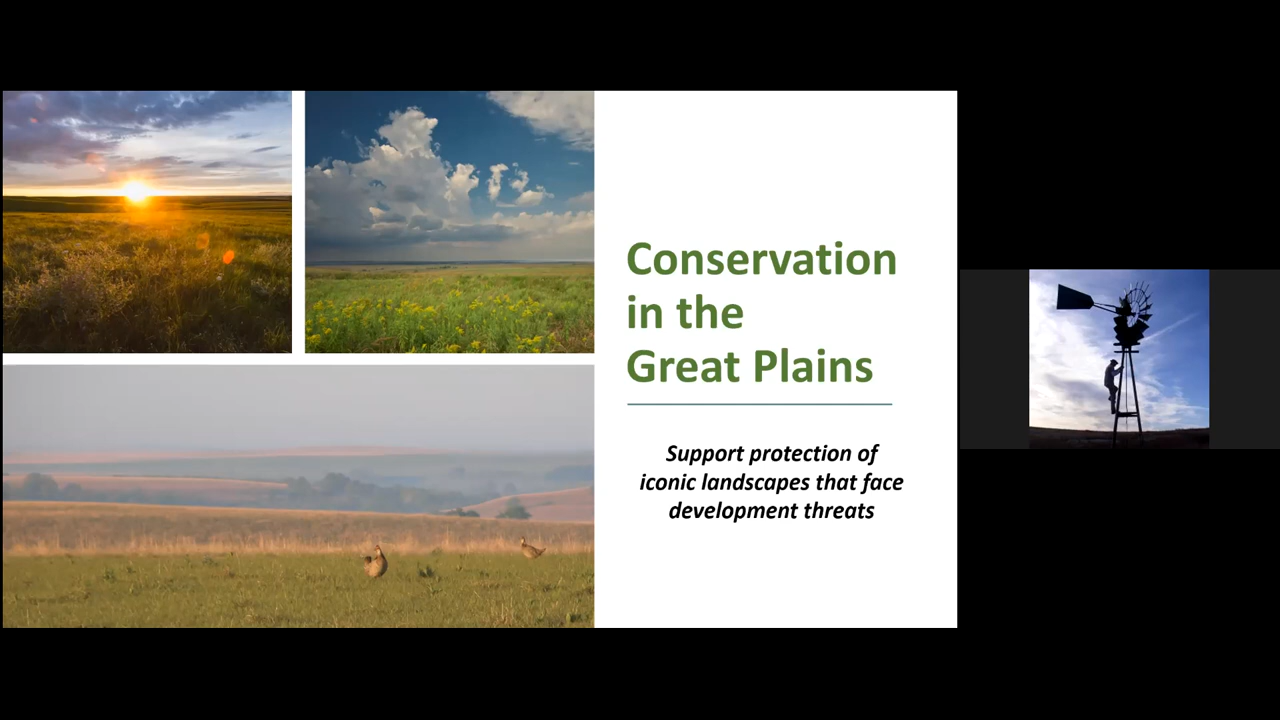 Conservation
in the
Great Plains
Support protection of
iconic landscapes that face
development threats